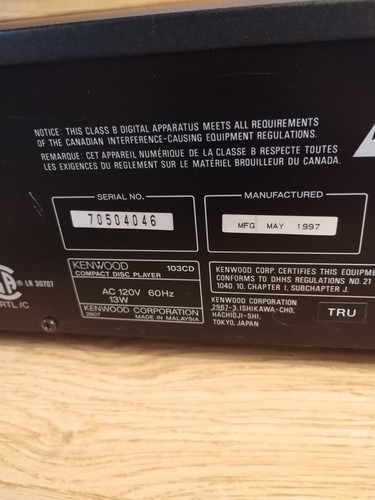 NOTICE: THIS CLASS B DIGITAL APPARATUS MEETS ALL REQUIREMENTS
OF THE CANADIAN INTERFERENCE-CAUSING EQUIPMENT REGULATIONS.
REMARQUE: CET APPAREIL NUMÉRIQUE DE LA CLASSE B RESPECTE TOUTES
LES EXIGENCES DU RÈGLEMENT SUR LE MATÉRIEL BROUILLEUR DU CANADA.
SERIAL NO.
70504046
MANUFACTURED
MFG MAY 1997
® LR 30707
RTL/C
KENWOOD 103CD
COMPACT DISC PLAYER
AC 120V 60Hz
13W
KENWOOD CORPORATION
2807 MADE IN MALAYSIA
KENWOOD CORP. CERTIFIES THIS EQUIPME
CONFORMS TO DHHS REGULATIONS NO.21
1040. 10, CHAPTER I, SUBCHAPTER J.
KENWOOD CORPORATION
2967-3, ISHIKAWA-CHO,
HACHIOJI-SHI,
TOKYO, JAPAN
TRU